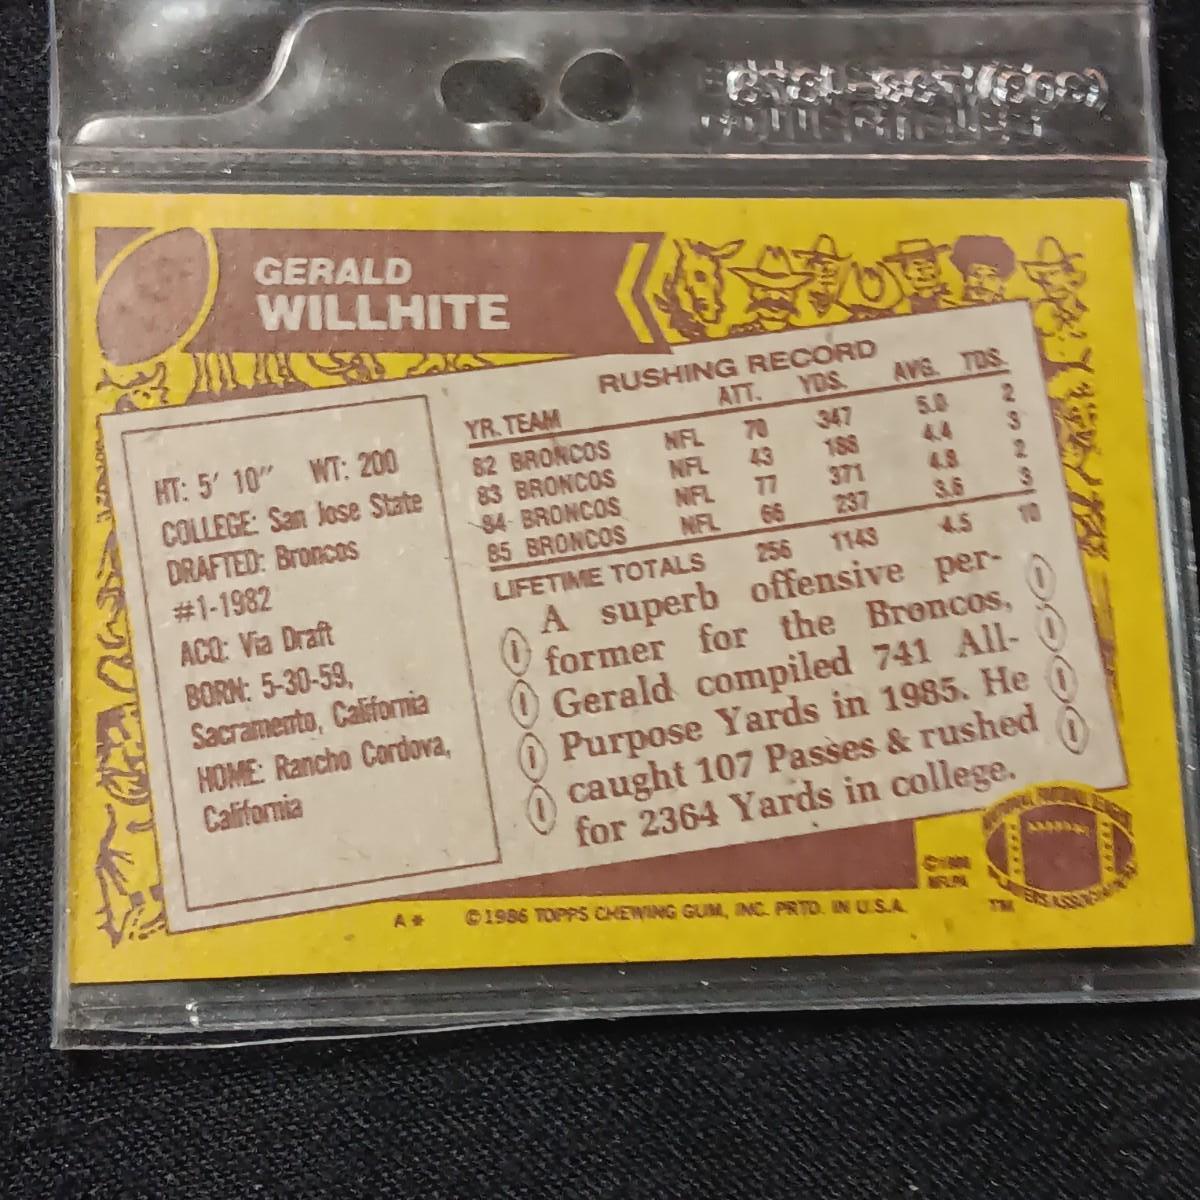 GERALD
WILLHITE
HT: 5' 10" WT: 200
COLLEGE: San Jose State
DRAFTED: Broncos
#1-1982
ACQ: Via Draft
BORN: 5-30-59,
Sacramento, California
HOME: Rancho Cordova,
California
RUSHING RECORD
YR. TEAM ATT. YDS. AVG. TDS.
82 BRONCOS NFL 70 347 5.0 2
83 BRONCOS NFL 43 188 4.4 3
84 BRONCOS NFL 77 371 4.8 2
85 BRONCOS NFL 66 237 3.6 3
LIFETIME TOTALS 256 1143 4.5 10
A superb offensive per-
former for the Broncos,
Gerald compiled 741 All-
Purpose Yards in 1985. He
caught 107 Passes & rushed
for 2364 Yards in college.
NFLPA
TM
A* ©1986 TOPPS CHEWING GUM, INC. PRTD. IN U.S.A.